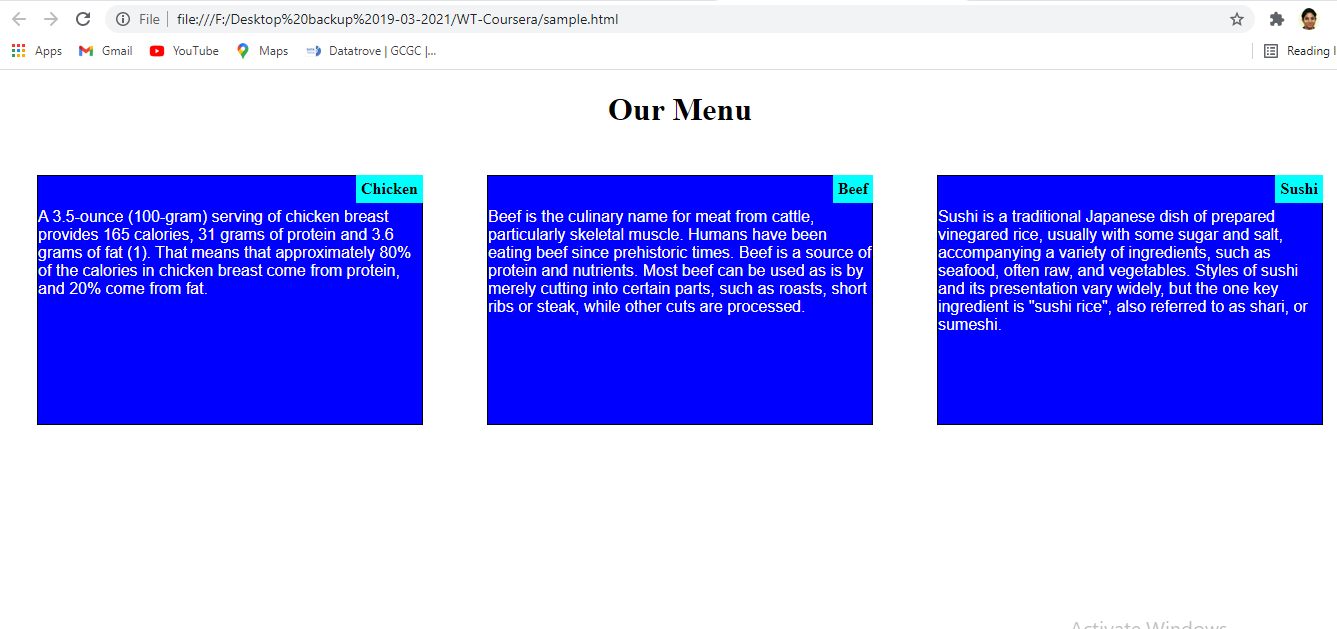 File file:///F:/Desktop%20backup%2019-03-2021/WT-Coursera/sample.html
Apps Gmail YouTube Maps Datatrove | GCGC |... Reading
Our Menu
Chicken
A 3.5-ounce (100-gram) serving of chicken breast
provides 165 calories, 31 grams of protein and 3.6
grams of fat (1). That means that approximately 80%
of the calories in chicken breast come from protein,
and 20% come from fat.
Beef
Beef is the culinary name for meat from cattle,
particularly skeletal muscle. Humans have been
eating beef since prehistoric times. Beef is a source of
protein and nutrients. Most beef can be used as is by
merely cutting into certain parts, such as roasts, short
ribs or steak, while other cuts are processed.
Sushi
Sushi is a traditional Japanese dish of prepared
vinegared rice, usually with some sugar and salt,
accompanying a variety of ingredients, such as
seafood, often raw, and vegetables. Styles of sushi
and its presentation vary widely, but the one key
ingredient is "sushi rice", also referred to as shari, or
sumeshi.
Activate Windows